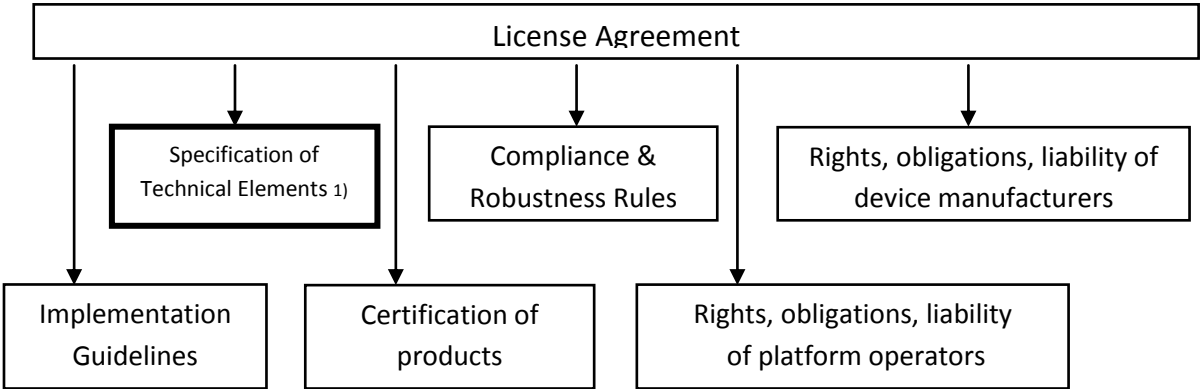 License Agreement
Specification of
Technical Elements 1)
Compliance &
Robustness Rules
Rights, obligations, liability of
device manufacturers
Implementation
Guidelines
Certification of
products
Rights, obligations, liability
of platform operators